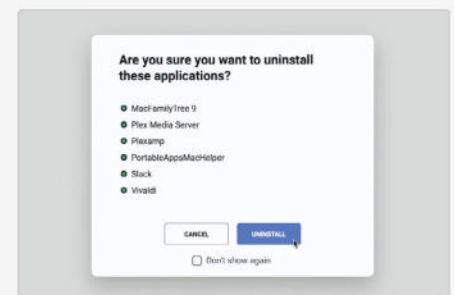 Are you sure you want to uninstall
these applications?
MacFamilyTree 9
Plex Media Server
Plexamp
PortableAppsMacHelper
Slack
Vivaldi
CANCEL
UNINSTALL
Don't show again